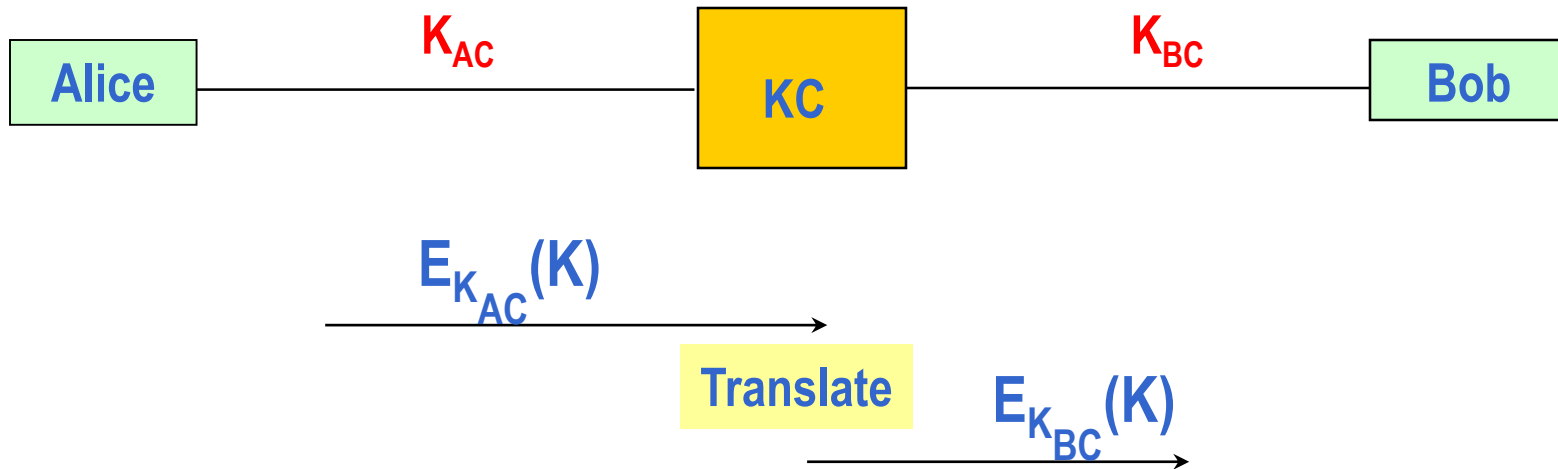 K_AC K_BC
Alice KC Bob
E_K_AC(K)
Translate
E_K_BC(K)